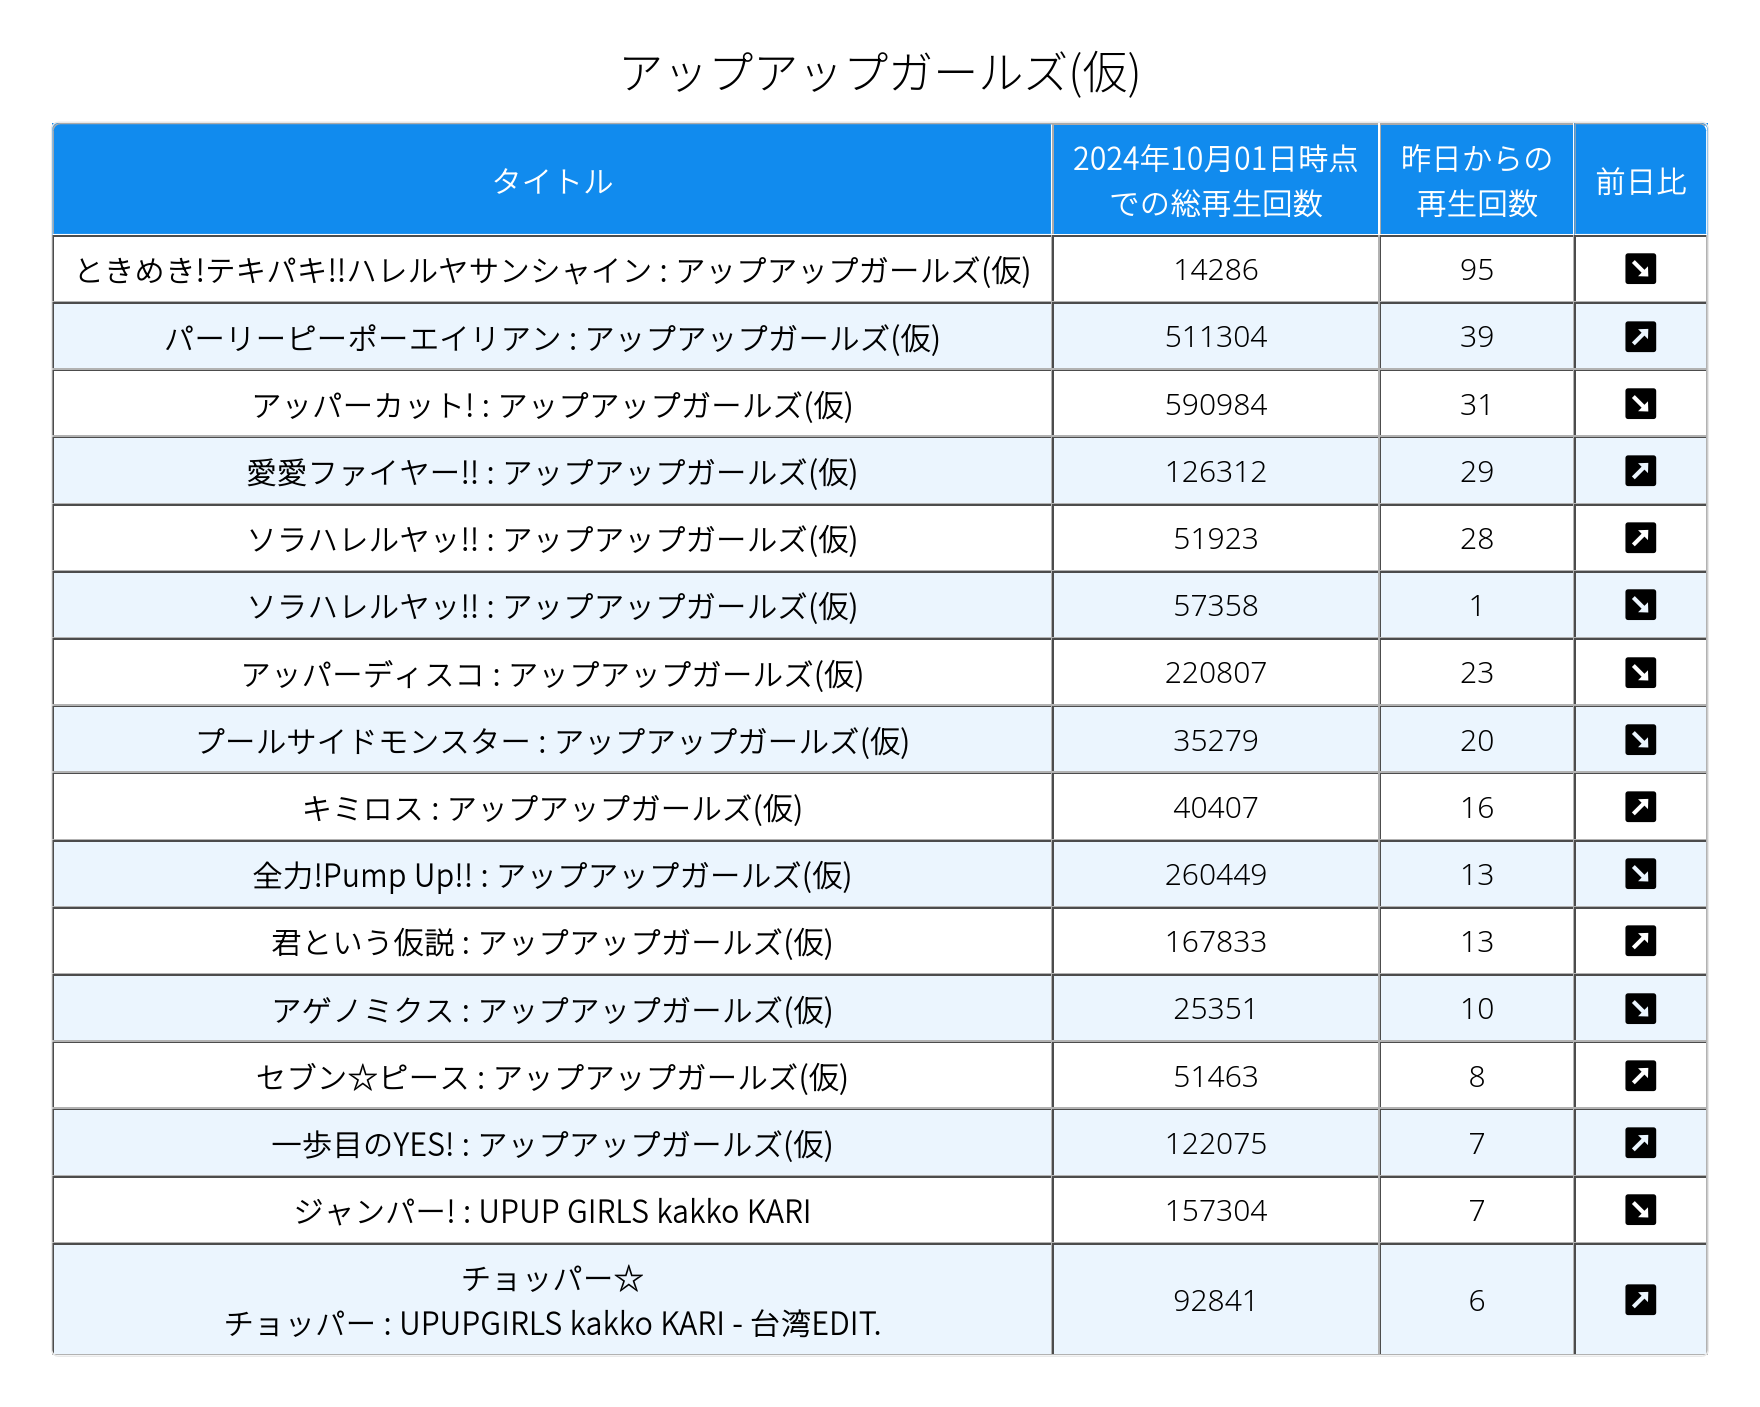 アップアップガールズ(仮)
タイトル
2024年10月01日時点
での総再生回数
昨日からの
再生回数
前日比
ときめき!テキパキ!!ハレルヤサンシャイン : アップアップガールズ(仮)
14286
95
パーリーピーポーエイリアン : アップアップガールズ(仮)
511304
39
アッパーカット! : アップアップガールズ(仮)
590984
31
愛愛ファイヤー!! : アップアップガールズ(仮)
126312
29
ソラハレルヤッ!! : アップアップガールズ(仮)
51923
28
ソラハレルヤッ!! : アップアップガールズ(仮)
57358
1
アッパーディスコ : アップアップガールズ(仮)
220807
23
プールサイドモンスター : アップアップガールズ(仮)
35279
20
キミロス : アップアップガールズ(仮)
40407
16
全力!Pump Up!! : アップアップガールズ(仮)
260449
13
君という仮説 : アップアップガールズ(仮)
167833
13
アゲノミクス : アップアップガールズ(仮)
25351
10
セブン☆ピース : アップアップガールズ(仮)
51463
8
一歩目のYES! : アップアップガールズ(仮)
122075
7
ジャンパー! : UPUP GIRLS kakko KARI
157304
7
チョッパー☆
チョッパー : UPUPGIRLS kakko KARI - 台湾EDIT.
92841
6